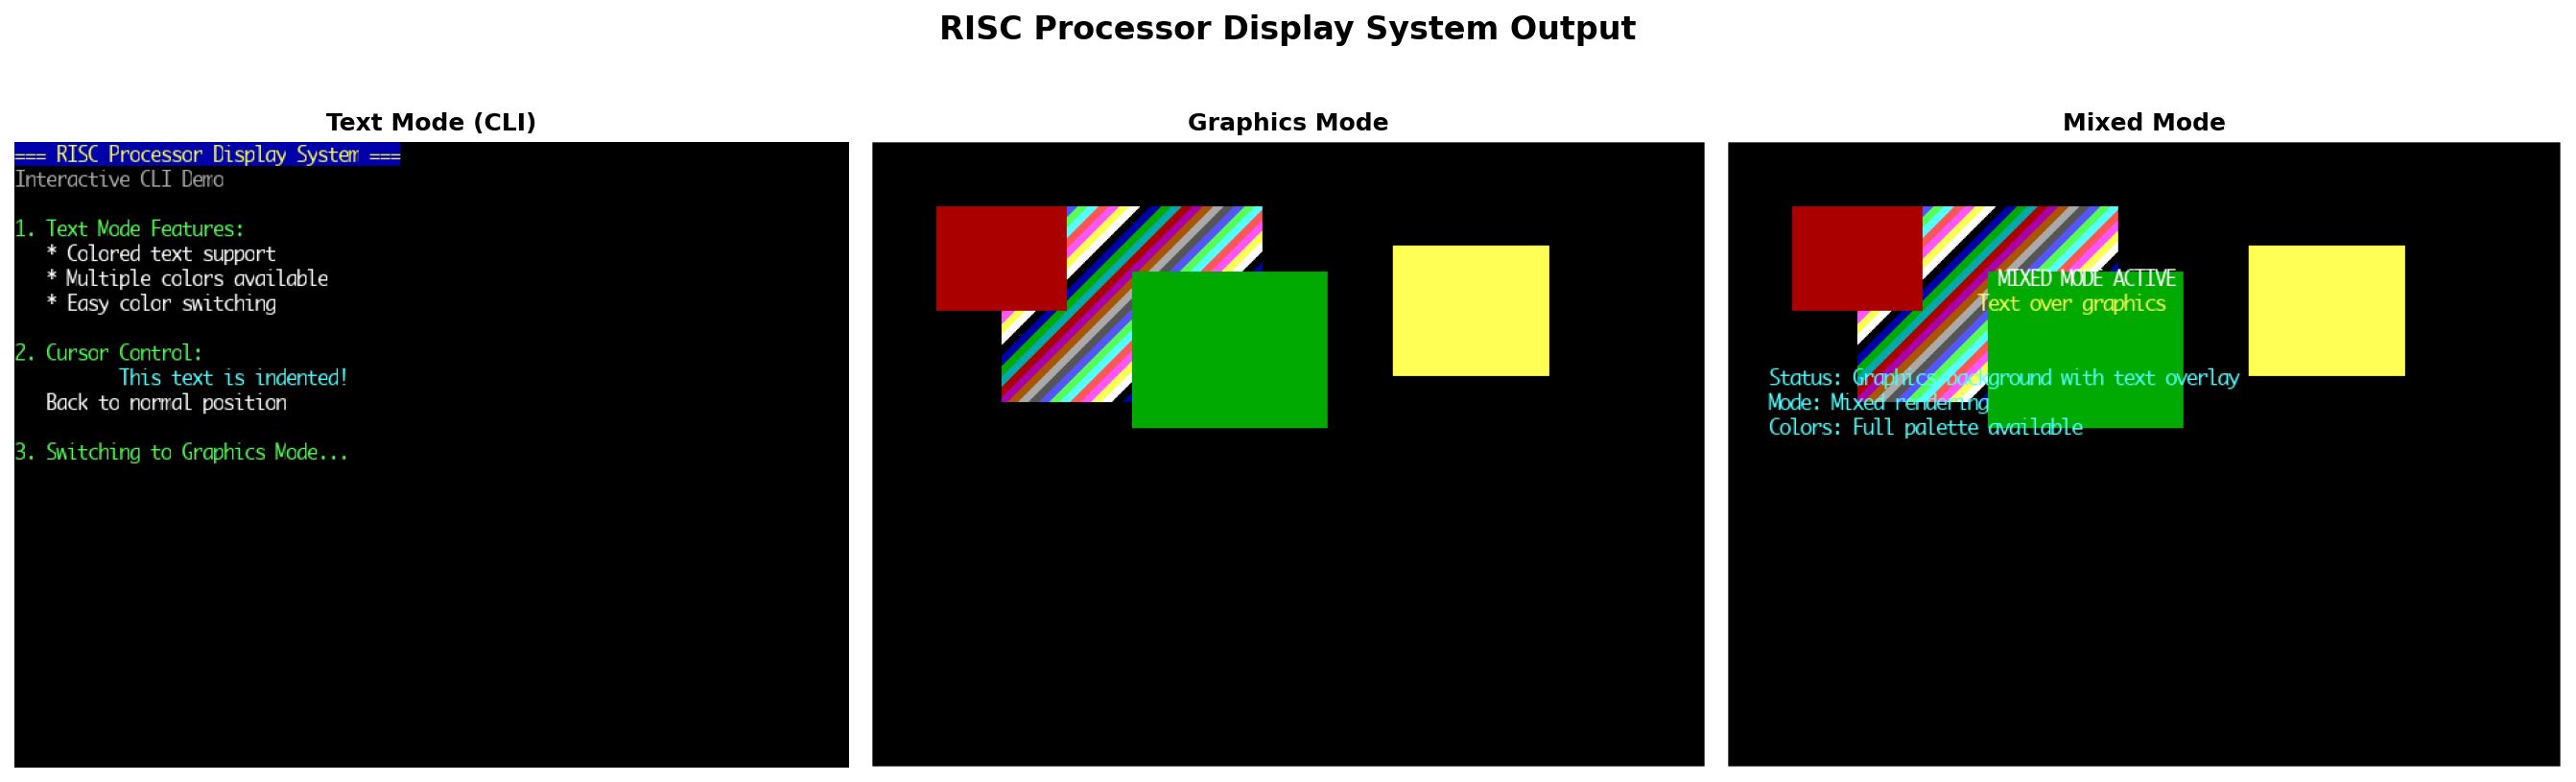 RISC Processor Display System Output
Text Mode (CLI)
=== RISC Processor Display System ===
Interactive CLI Demo
1. Text Mode Features:
* Colored text support
* Multiple colors available
* Easy color switching
2. Cursor Control:
This text is indented!
Back to normal position
3. Switching to Graphics Mode...
Graphics Mode
Mixed Mode
MIXED MODE ACTIVE
Text over graphics
Status: Graphics background with text overlay
Mode: Mixed rendering
Colors: Full palette available